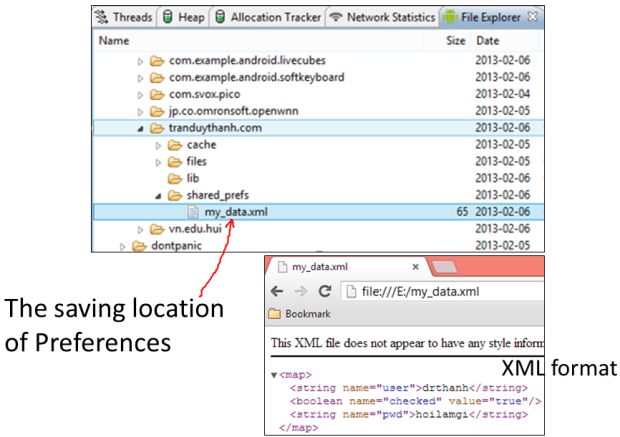 Threads Heap Allocation Tracker Network Statistics File Explorer
Name Size Date
com.example.android.livecubes 2013-02-06
com.example.android.softkeyboard 2013-02-06
com.svox.pico 2013-02-04
jp.co.omronsoft.openwnn 2013-02-05
tranduythanh.com 2013-02-06
cache 2013-02-05
files 2013-02-05
lib 2013-02-06
shared_prefs 2013-02-06
my_data.xml 65 2013-02-06
vn.edu.hui 2013-02-06
dontpanic 2013-02-05
The saving location
of Preferences
my_data.xml
file:///E:/my_data.xml
Bookmark
This XML file does not appear to have any style inform
XML format
<map>
<string name="user">drthanh</string>
<boolean name="checked" value="true"/>
<string name="pwd">hoilamgi</string>
</map>